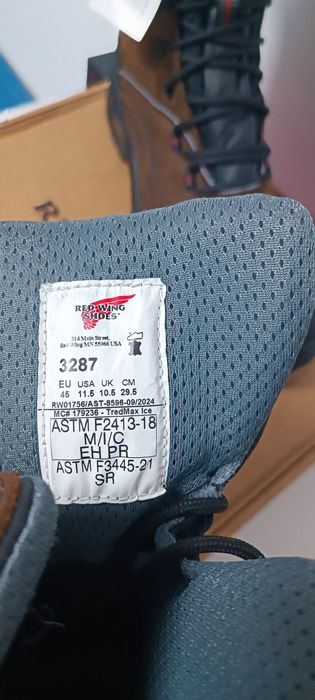 R
RED WING
SHOES®
314 Main Street,
Red Wing MN 55066 USA
3287
EU USA UK CM
45 11.5 10.5 29.5
RW01756/AST-8596-09/2024
MC# 179236 - TredMax Ice
ASTM F2413-18
M/I/C
EH PR
ASTM F3445-21
SR